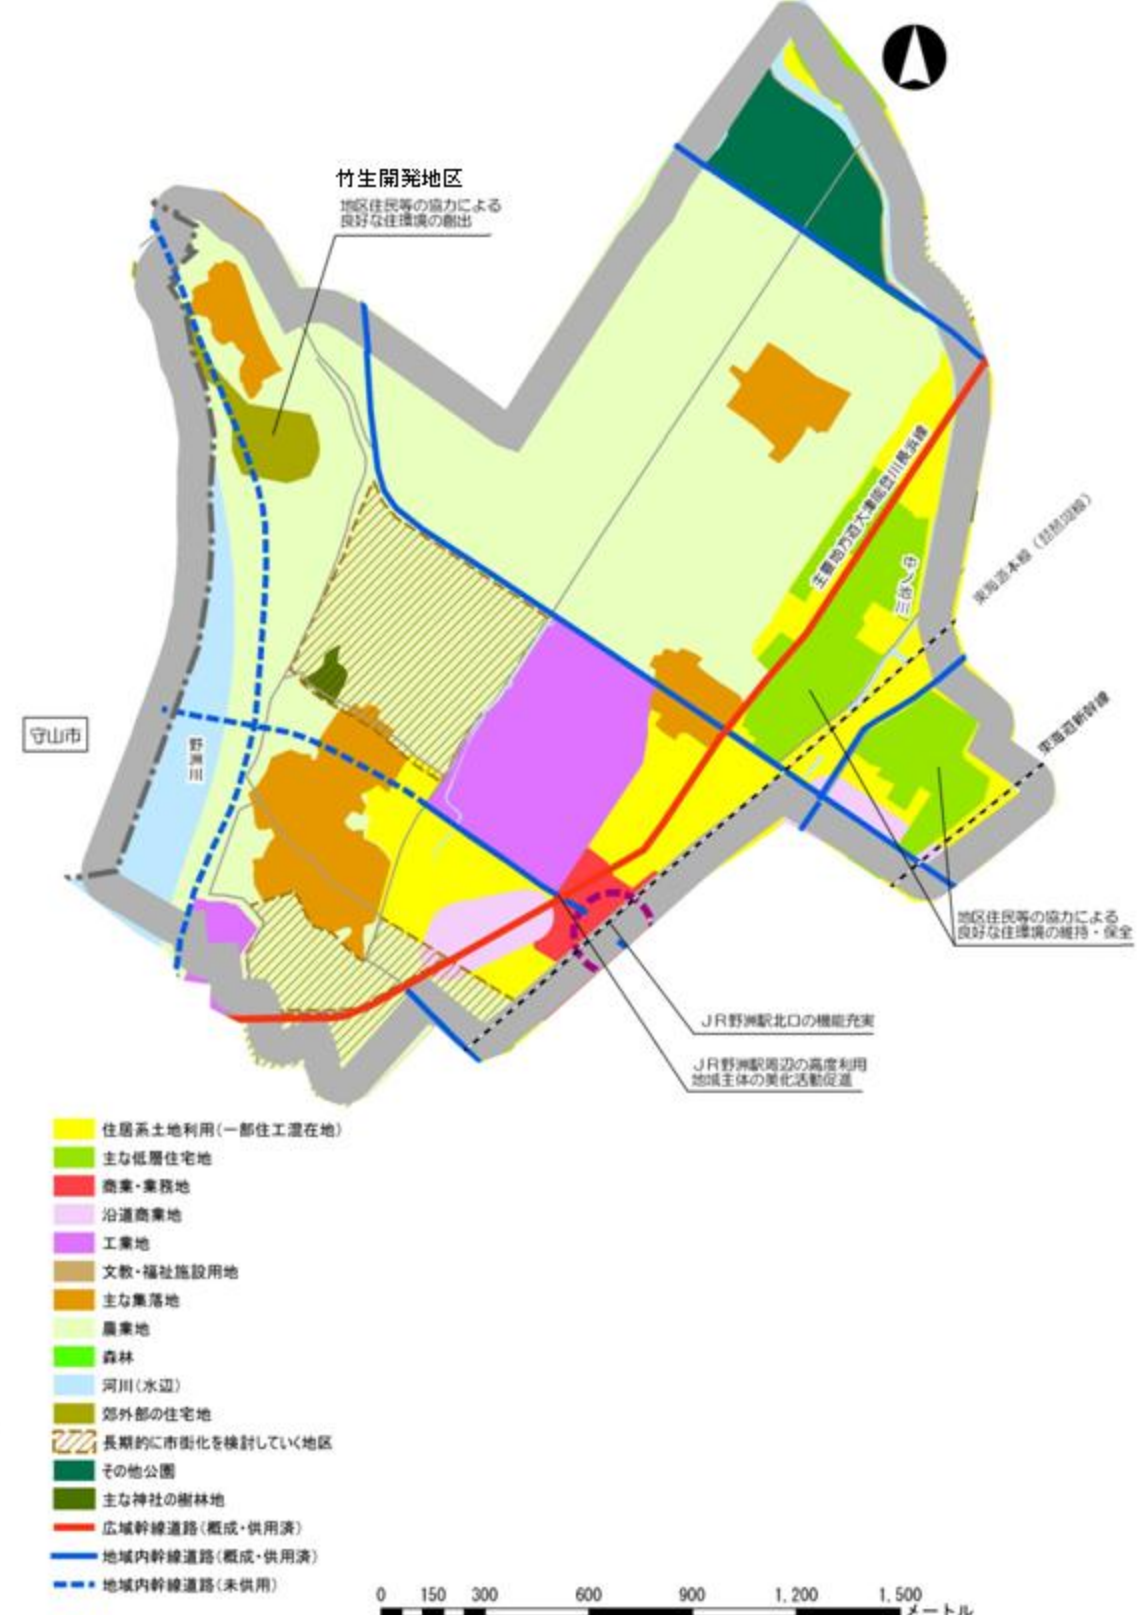 竹生開発地区
地区住民等の協力による
良好な住環境の創出
主要地方道大津能登川長浜線
中ノ池川
東海道本線（琵琶湖線）
東海道新幹線
守山市
野洲川
地区住民等の協力による
良好な住環境の維持・保全
ＪＲ野洲駅北口の機能充実
ＪＲ野洲駅周辺の高度利用
地域主体の美化活動促進
住居系土地利用(一部住工混在地)
主な低層住宅地
商業・業務地
沿道商業地
工業地
文教・福祉施設用地
主な集落地
農業地
森林
河川(水辺)
郊外部の住宅地
長期的に市街化を検討していく地区
その他公園
主な神社の樹林地
広域幹線道路(概成・供用済)
地域内幹線道路(概成・供用済)
地域内幹線道路(未供用)
0 150 300 600 900 1,200 1,500
メートル